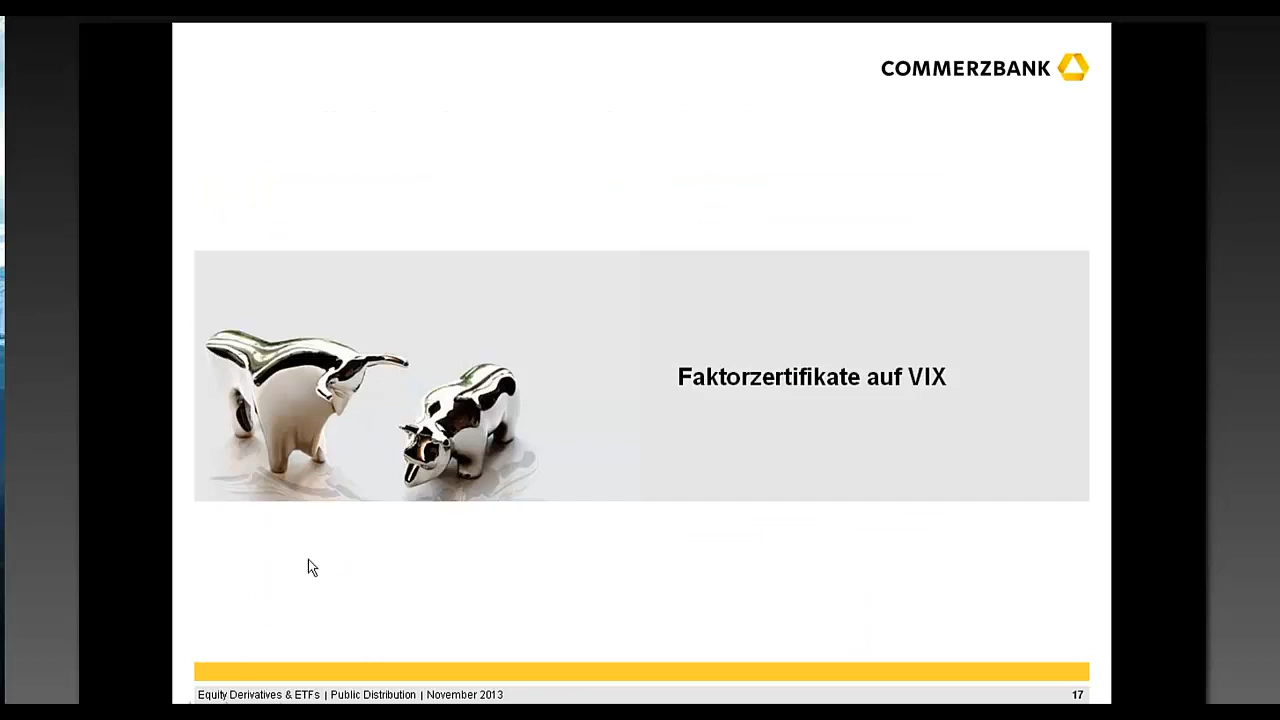 COMMERZBANK
Faktorzertifikate auf VIX
Equity Derivatives & ETFs | Public Distribution | November 2013
17